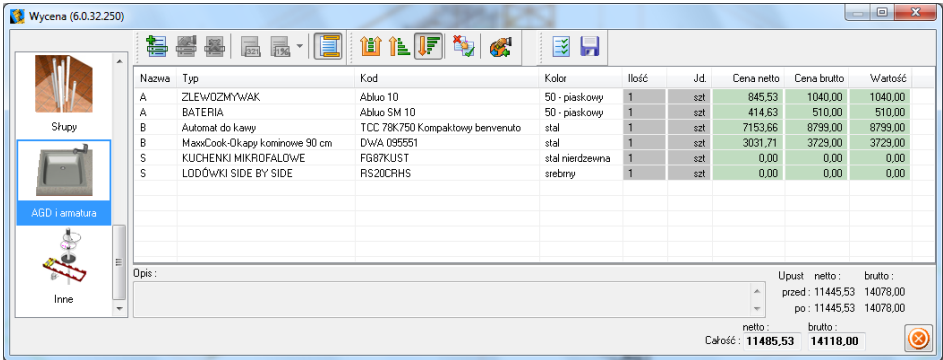 Wycena (6.0.32.250)
321 1%
Nazwa Typ Kod Kolor Ilość Jd. Cena netto Cena brutto Wartość
A ZLEWOZMYWAK Abluo 10 50 - piaskowy 1 szt 845,53 1040,00 1040,00
A BATERIA Abluo SM 10 50 - piaskowy 1 szt 414,63 510,00 510,00
B Automat do kawy TCC 78K750 Kompaktowy benvenuto stal 1 szt 7153,66 8799,00 8799,00
B MaxxCook-Okapy kominowe 90 cm DWA 095551 stal 1 szt 3031,71 3729,00 3729,00
S KUCHENKI MIKROFALOWE FG87KUST stal nierdzewna 1 szt 0,00 0,00 0,00
S LODÓWKI SIDE BY SIDE RS20CRHS srebrny 1 szt 0,00 0,00 0,00
Słupy
AGD i armatura
Inne
Opis :
Upust netto : brutto :
przed : 11445,53 14078,00
po : 11445,53 14078,00
netto : brutto :
Całość : 11485,53 14118,00